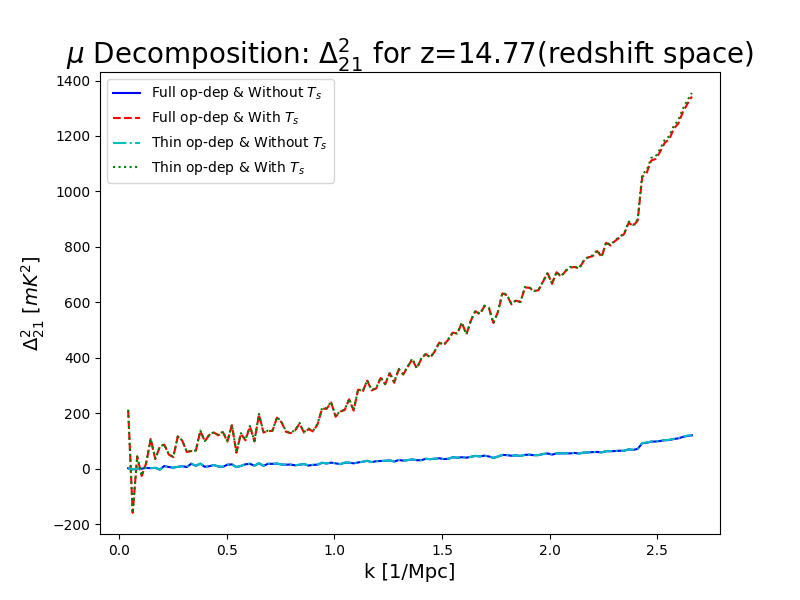 μ Decomposition: Δ²₂₁ for z=14.77(redshift space)
1400
1200
1000
800
600
400
200
0
−200
Δ²₂₁ [mK²]
Full op-dep & Without Tₛ
Full op-dep & With Tₛ
Thin op-dep & Without Tₛ
Thin op-dep & With Tₛ
0.0 0.5 1.0 1.5 2.0 2.5
k [1/Mpc]